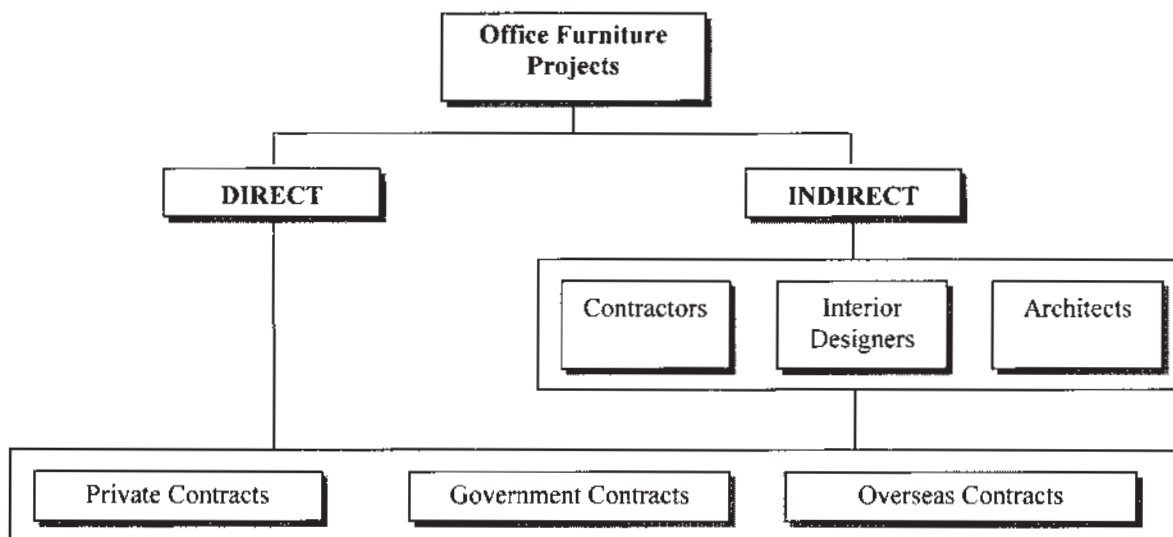 Office Furniture
Projects
DIRECT
INDIRECT
Contractors
Interior
Designers
Architects
Private Contracts
Government Contracts
Overseas Contracts